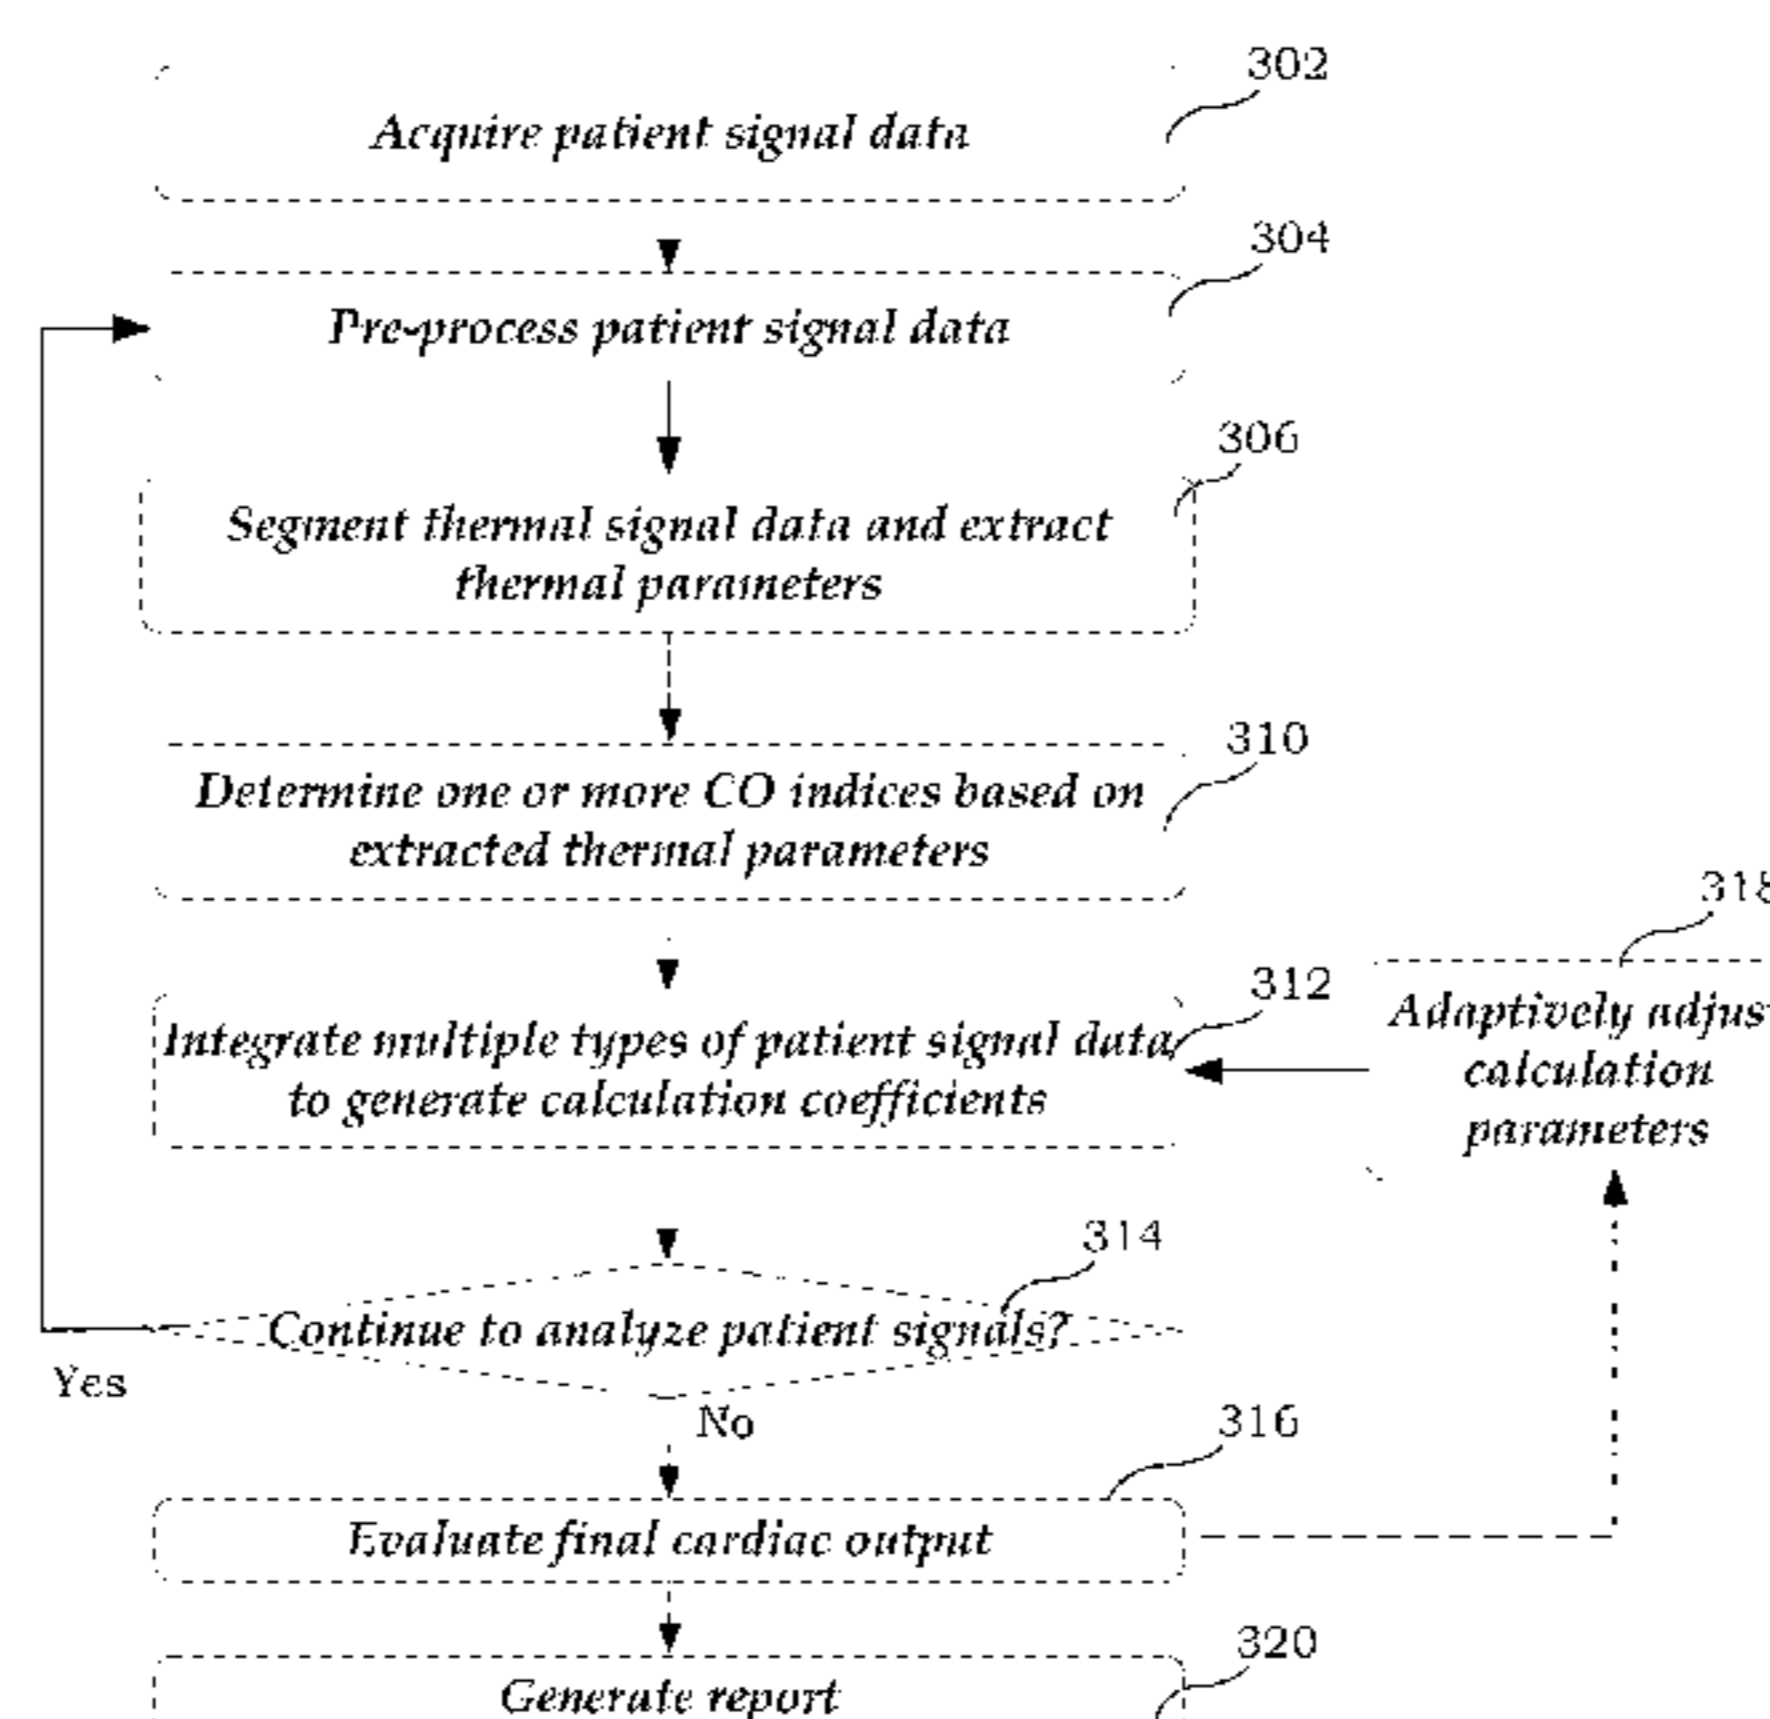 302
Acquire patient signal data
304
Pre-process patient signal data
306
Segment thermal signal data and extract
thermal parameters
310
Determine one or more CO indices based on
extracted thermal parameters
318
312
Integrate multiple types of patient signal data
to generate calculation coefficients
Adaptively adjust
calculation
parameters
314
Continue to analyze patient signals?
Yes
No
316
Evaluate final cardiac output
320
Generate report